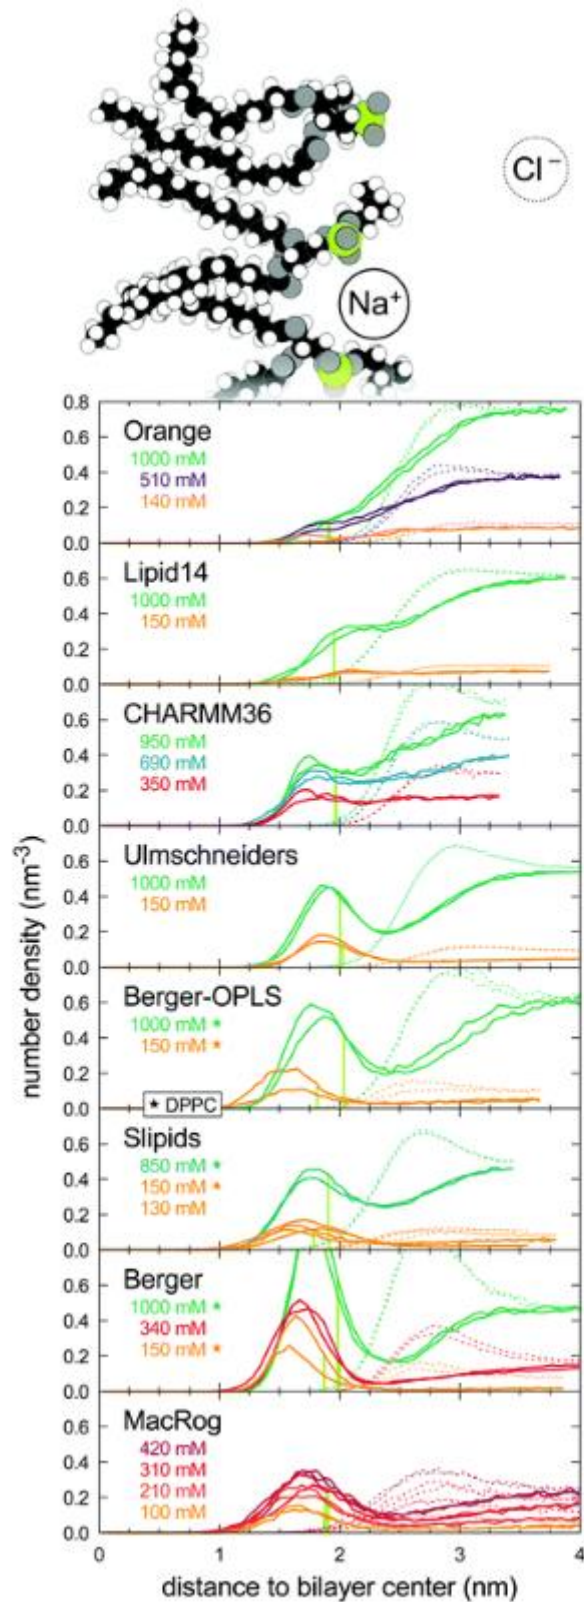 Cl⁻
Na⁺
number density (nm⁻³)
0.8
Orange
0.6
1000 mM
510 mM
0.4
140 mM
0.2
0.0
Lipid14
0.6
1000 mM
150 mM
0.4
0.2
0.0
CHARMM36
0.6
950 mM
690 mM
0.4
350 mM
0.2
0.0
Ulmschneiders
0.6
1000 mM
150 mM
0.4
0.2
0.0
Berger-OPLS
0.6
1000 mM *
150 mM *
0.4
0.2
0.0
★ DPPC
Slipids
0.6
850 mM *
150 mM *
0.4
130 mM
0.2
0.0
Berger
0.6
1000 mM *
340 mM
0.4
150 mM *
0.2
0.0
MacRog
0.6
420 mM
310 mM
0.4
210 mM
0.2
100 mM
0.0
0 1 2 3 4
distance to bilayer center (nm)